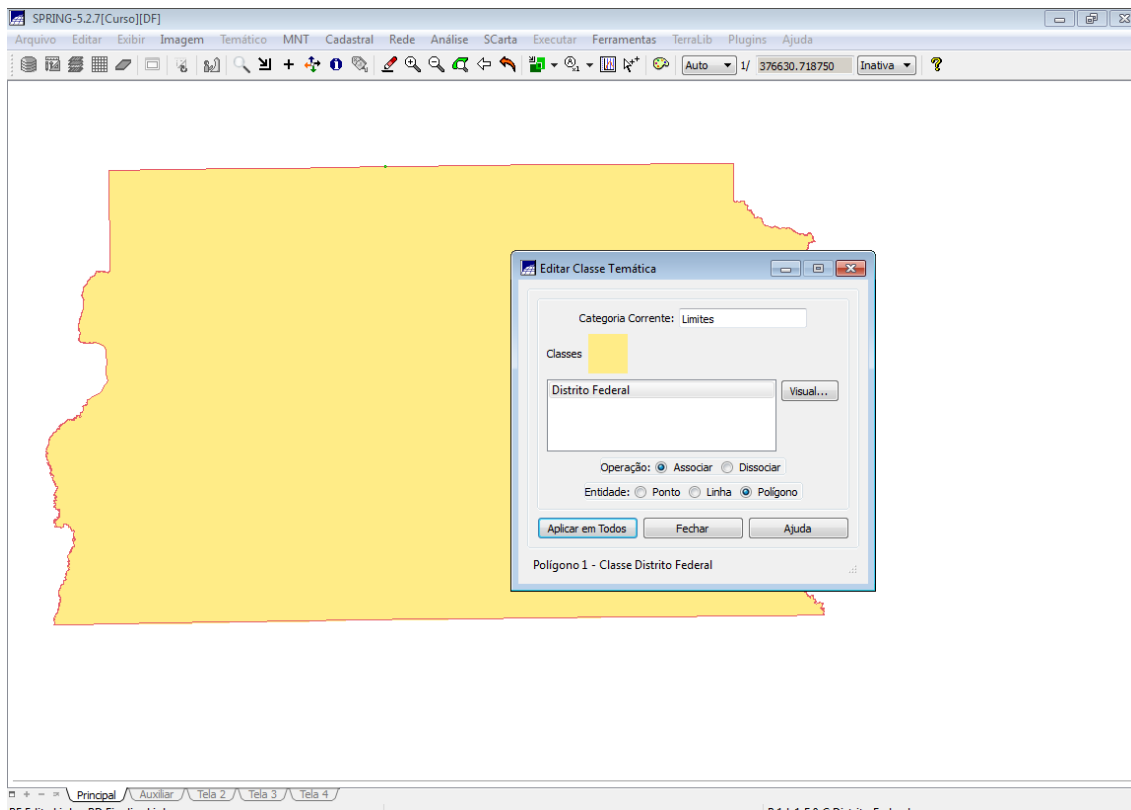 SPRING-5.2.7[Curso][DF]
Arquivo Editar Exibir Imagem Temático MNT Cadastral Rede Análise SCarta Executar Ferramentas TerraLib Plugins Ajuda
Auto 1/ 376630.718750 Inativa
Editar Classe Temática
Categoria Corrente: Limites
Classes
Distrito Federal
Visual...
Operação: Associar Dissociar
Entidade: Ponto Linha Polígono
Aplicar em Todos Fechar Ajuda
Polígono 1 - Classe Distrito Federal
Principal Auxiliar Tela 2 Tela 3 Tela 4